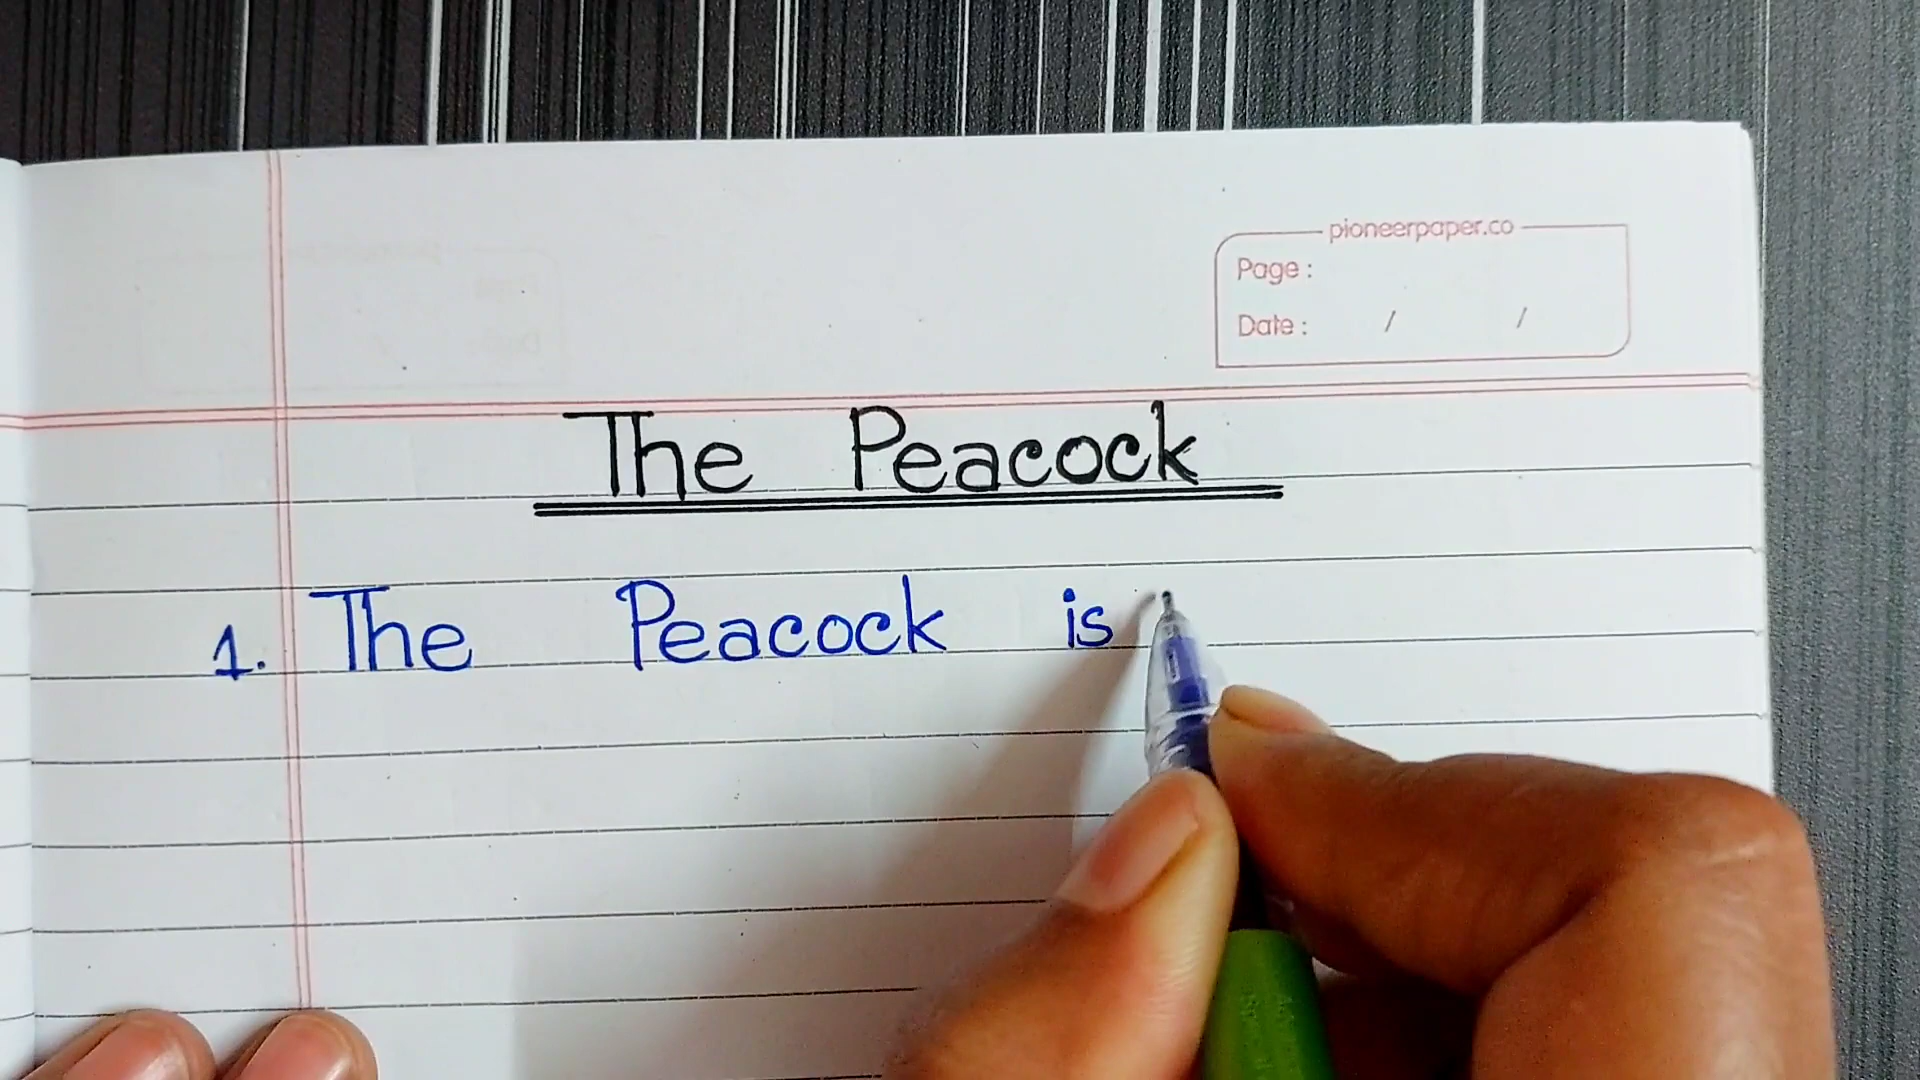 pioneerpaper.co
Page :
Date : / /
The Peacock
1. The Peacock is